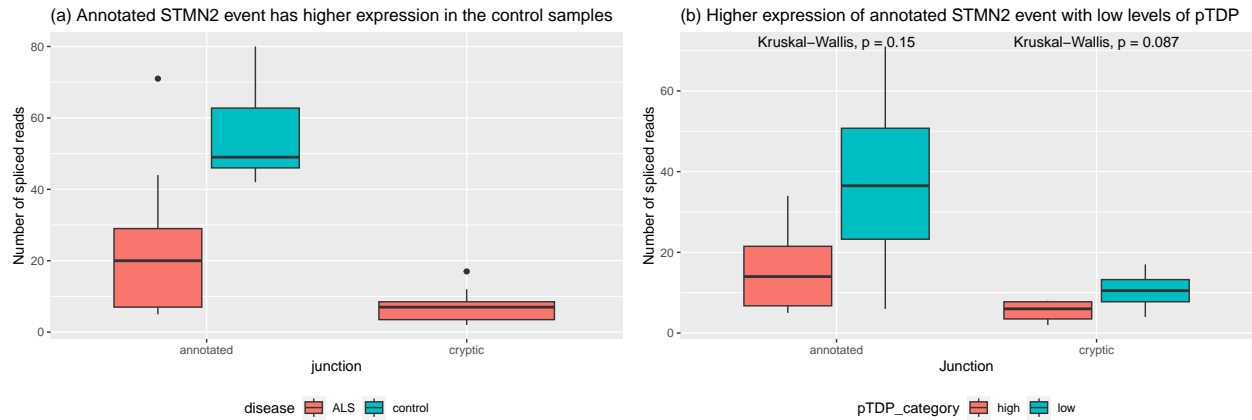 (a) Annotated STMN2 event has higher expression in the control samples
80
60
40
20
0
Number of spliced reads
annotated
cryptic
junction
disease ALS control
(b) Higher expression of annotated STMN2 event with low levels of pTDP
Kruskal−Wallis, p = 0.15
Kruskal−Wallis, p = 0.087
60
40
20
0
Number of spliced reads
annotated
cryptic
Junction
pTDP_category high low